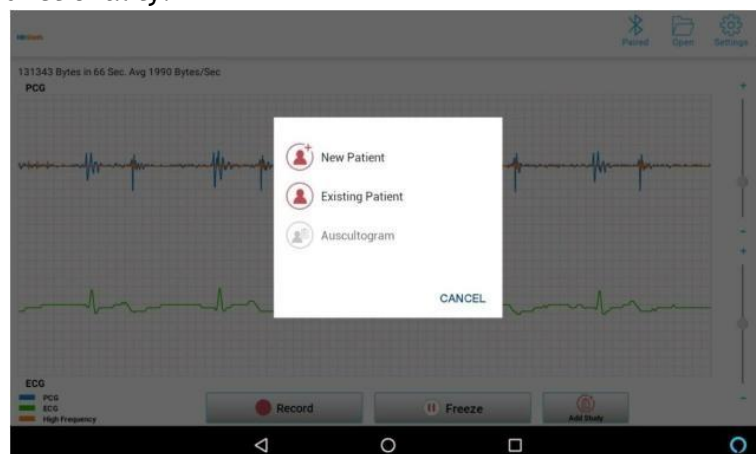 Paired Open Settings
131343 Bytes in 66 Sec. Avg 1990 Bytes/Sec
PCG
New Patient
Existing Patient
Auscultogram
CANCEL
ECG
PCG
ECG
High Frequency
Record
Freeze
Add Study